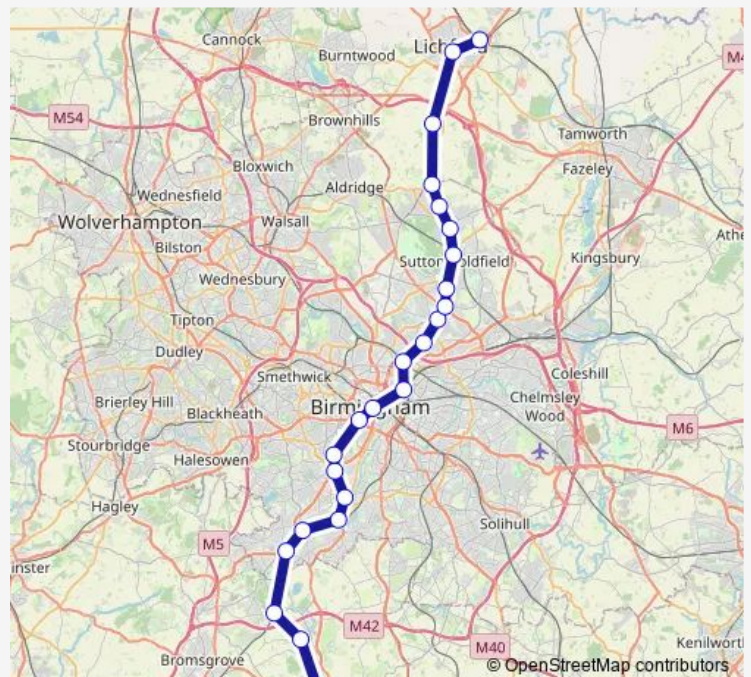 Cannock
Lichfield
Burntwood
M54
Brownhills
Tamworth
Bloxwich
Fazeley
Wednesfield
Aldridge
Wolverhampton
Walsall
Bilston
Sutton Coldfield
Kingsbury
Wednesbury
Tipton
Dudley
Smethwick
Coleshill
Brierley Hill
Blackheath
Birmingham
Chelmsley
Wood
M6
Stourbridge
Halesowen
Hagley
Solihull
M5
M42
M40
Bromsgrove
© OpenStreetMap contributors